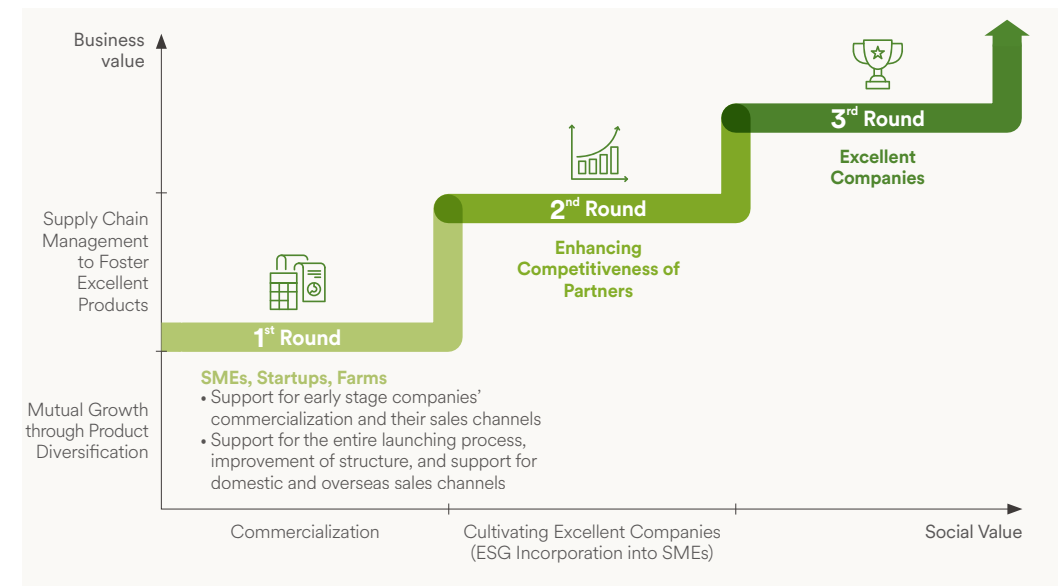 Business
value
3rd Round
Excellent
Companies
2nd Round
Enhancing
Competitiveness of
Partners
Supply Chain
Management
to Foster
Excellent
Products
1st Round
SMEs, Startups, Farms
• Support for early stage companies’
commercialization and their sales channels
• Support for the entire launching process,
improvement of structure, and support for
domestic and overseas sales channels
Mutual Growth
through Product
Diversification
Commercialization
Cultivating Excellent Companies
(ESG Incorporation into SMEs)
Social Value